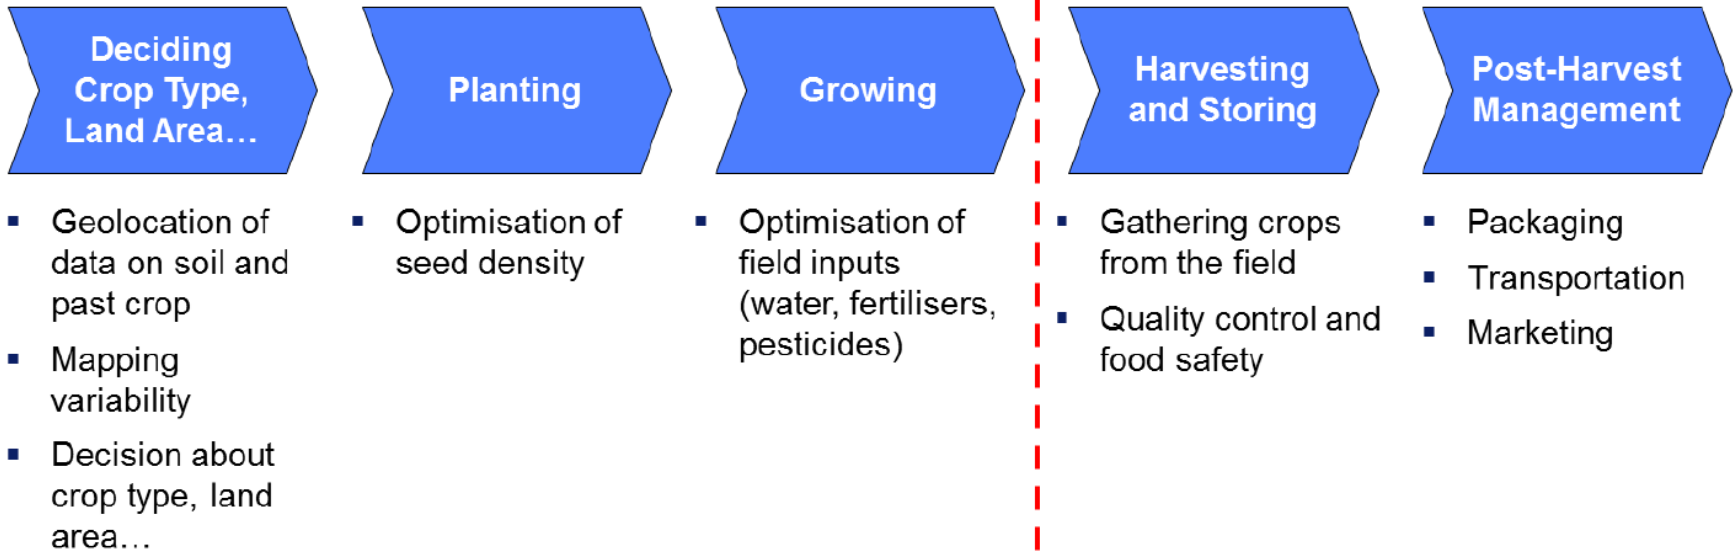 Deciding
Crop Type,
Land Area…
Planting
Growing
Harvesting
and Storing
Post-Harvest
Management
▪ Geolocation of
data on soil and
past crop
▪ Mapping
variability
▪ Decision about
crop type, land
area…
▪ Optimisation of
seed density
▪ Optimisation of
field inputs
(water, fertilisers,
pesticides)
▪ Gathering crops
from the field
▪ Quality control and
food safety
▪ Packaging
▪ Transportation
▪ Marketing